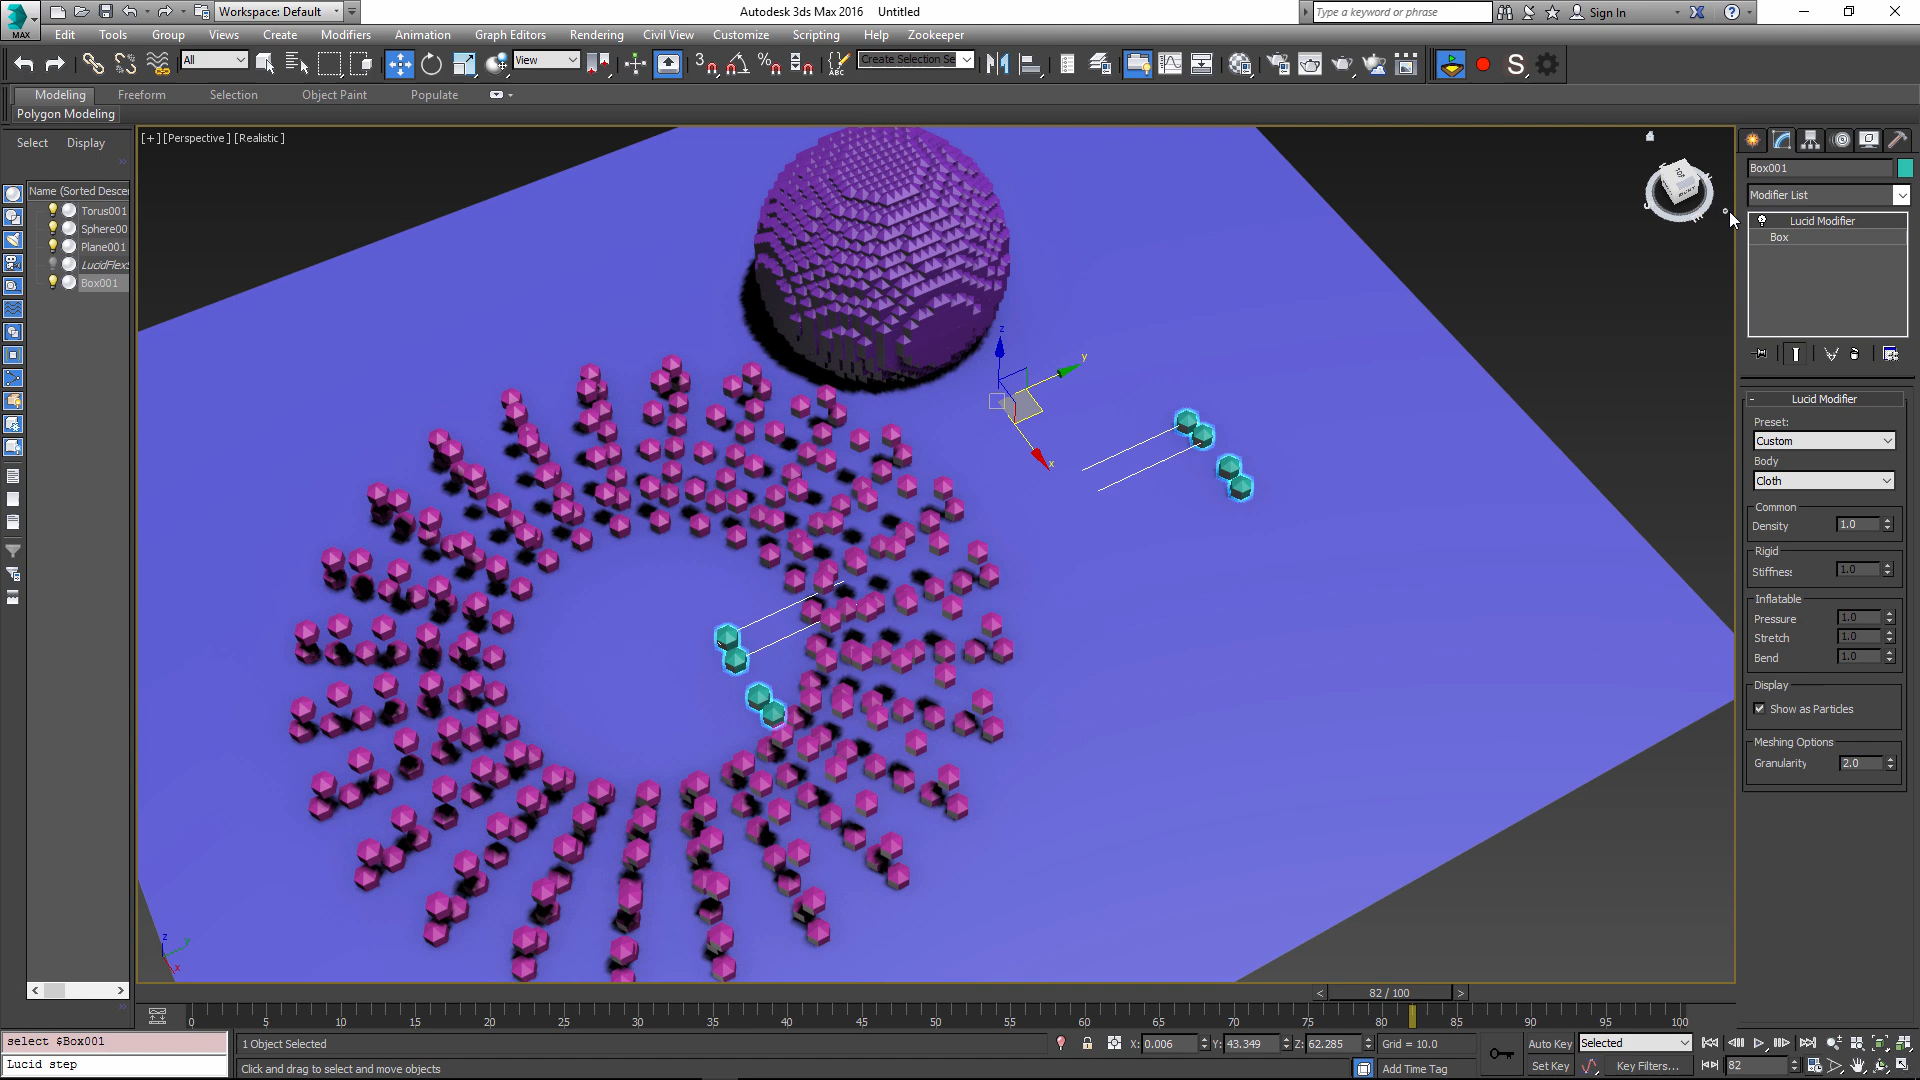 Workspace: Default
Autodesk 3ds Max 2016    Untitled
Type a keyword or phrase
Sign In
MAX
Edit Tools Group Views Create Modifiers Animation Graph Editors Rendering Civil View Customize Scripting Help Zookeeper
All
View
Create Selection Se
Modeling Freeform Selection Object Paint Populate
Polygon Modeling
Select Display
[+][Perspective][Realistic]
Name (Sorted Descer
Torus001
Sphere00
Plane001
LucidFlexS
Box001
Box001
Modifier List
Lucid Modifier
Box
- Lucid Modifier
Preset:
Custom
Body
Cloth
Common
Density 1.0
Rigid
Stiffness 1.0
Inflatable
Pressure 1.0
Stretch 1.0
Bend 1.0
Display
Show as Particles
Meshing Options
Granularity 2.0
z
y
x
z
y
x
< 82 / 100 >
0 5 10 15 20 25 30 35 40 45 50 55 60 65 70 75 80 85 90 95 100
select $Box001
Lucid step
1 Object Selected
Click and drag to select and move objects
X: 0.006 Y: 43.349 Z: 62.285 Grid = 10.0
Add Time Tag
Auto Key Selected
Set Key Key Filters...
82